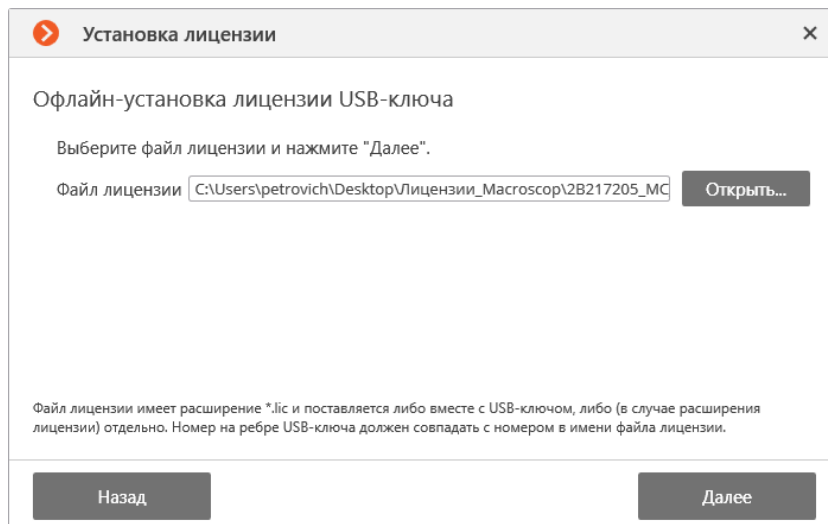 Установка лицензии
Офлайн-установка лицензии USB-ключа
Выберите файл лицензии и нажмите "Далее".
Файл лицензии C:\Users\petrovich\Desktop\Лицензии_Macroscop\2B217205_MC Открыть...
Файл лицензии имеет расширение *.lic и поставляется либо вместе с USB-ключом, либо (в случае расширения
лицензии) отдельно. Номер на ребре USB-ключа должен совпадать с номером в имени файла лицензии.
Назад Далее